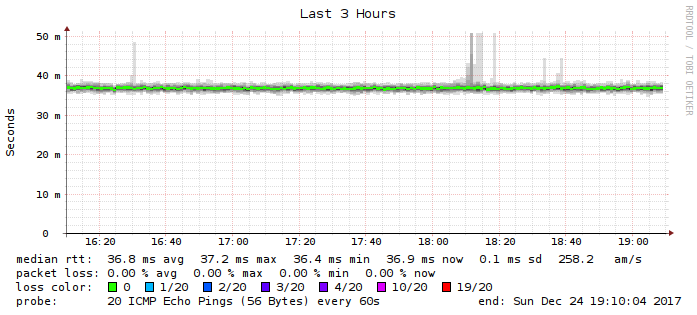 Last 3 Hours
RRDTOOL / TOBI OETIKER
Seconds
50 m
40 m
30 m
20 m
10 m
0
16:20 16:40 17:00 17:20 17:40 18:00 18:20 18:40 19:00
median rtt: 36.8 ms avg 37.2 ms max 36.4 ms min 36.9 ms now 0.1 ms sd 258.2 am/s
packet loss: 0.00 % avg 0.00 % max 0.00 % min 0.00 % now
loss color: 0 1/20 2/20 3/20 4/20 10/20 19/20
probe: 20 ICMP Echo Pings (56 Bytes) every 60s end: Sun Dec 24 19:10:04 2017